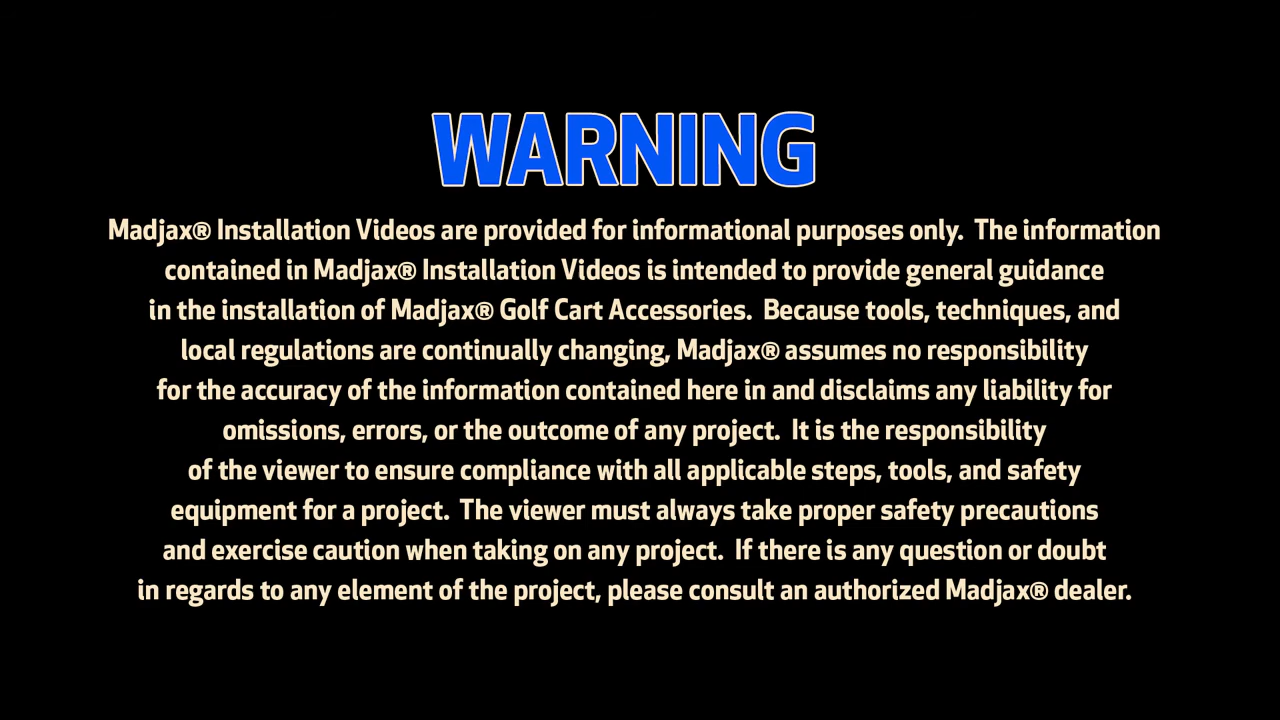 WARNING
Madjax® Installation Videos are provided for informational purposes only.  The information
contained in Madjax® Installation Videos is intended to provide general guidance
in the installation of Madjax® Golf Cart Accessories.  Because tools, techniques, and
local regulations are continually changing, Madjax® assumes no responsibility
for the accuracy of the information contained here in and disclaims any liability for
omissions, errors, or the outcome of any project.  It is the responsibility
of the viewer to ensure compliance with all applicable steps, tools, and safety
equipment for a project.  The viewer must always take proper safety precautions
and exercise caution when taking on any project.  If there is any question or doubt
in regards to any element of the project, please consult an authorized Madjax® dealer.